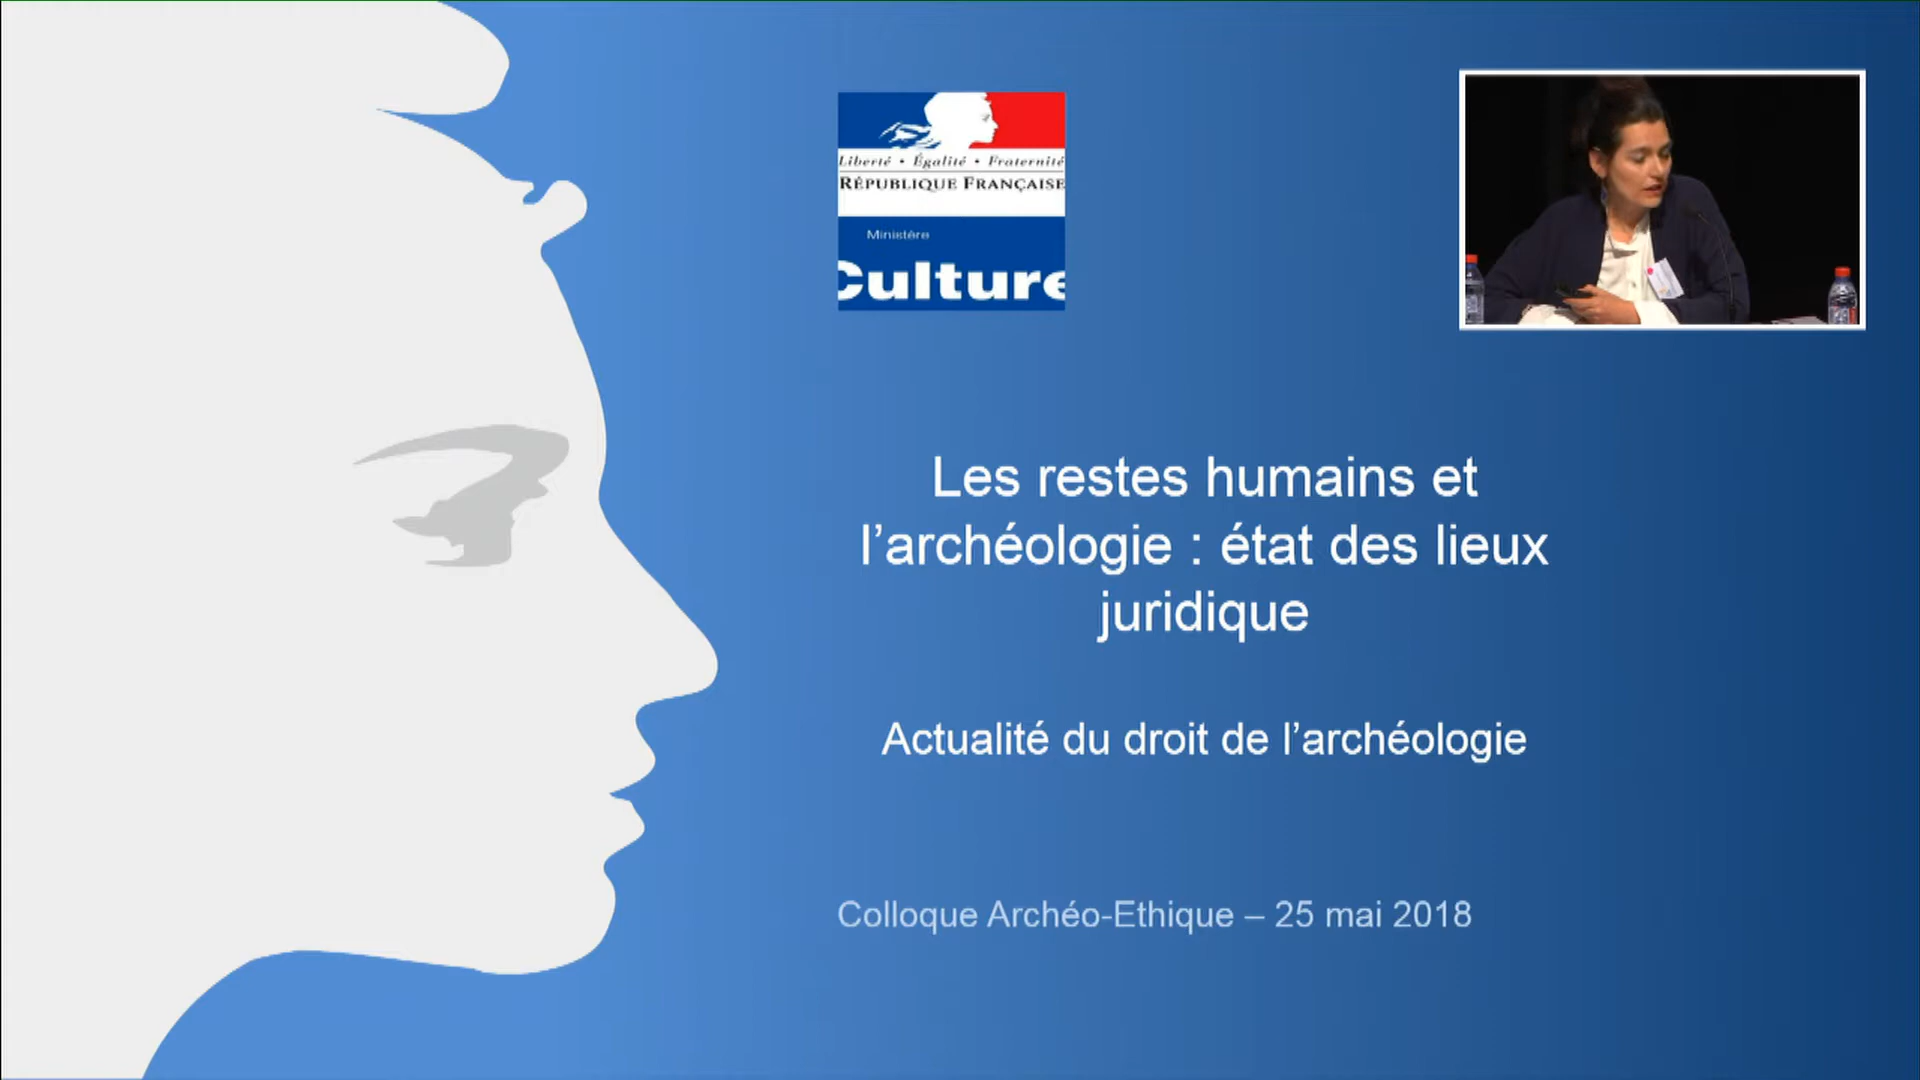 Liberté • Égalité • Fraternité
RÉPUBLIQUE FRANÇAISE
Ministère
Culture
Les restes humains et
l’archéologie : état des lieux
juridique
Actualité du droit de l’archéologie
Colloque Archéo-Ethique – 25 mai 2018